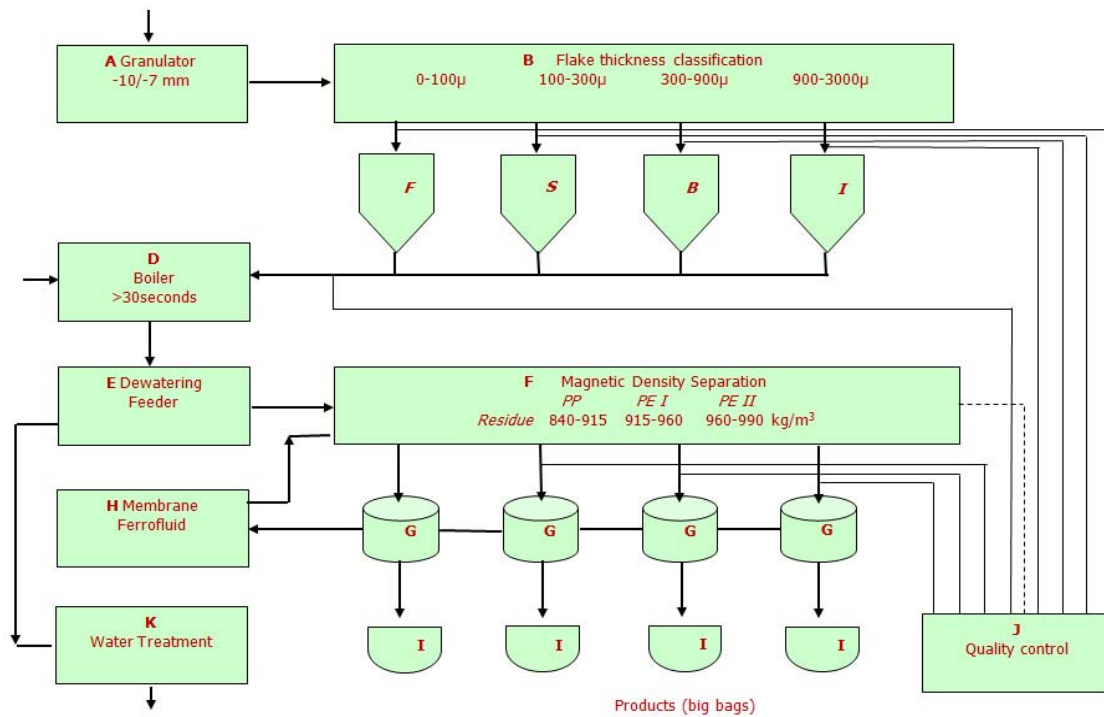 A Granulator
-10/-7 mm
B Flake thickness classification
0-100µ 100-300µ 300-900µ 900-3000µ
F S B I
D
Boiler
>30seconds
E Dewatering
Feeder
F Magnetic Density Separation
PP PE I PE II
Residue 840-915 915-960 960-990 kg/m³
H Membrane
Ferrofluid
G G G G
K
Water Treatment
I I I I
J
Quality control
Products (big bags)